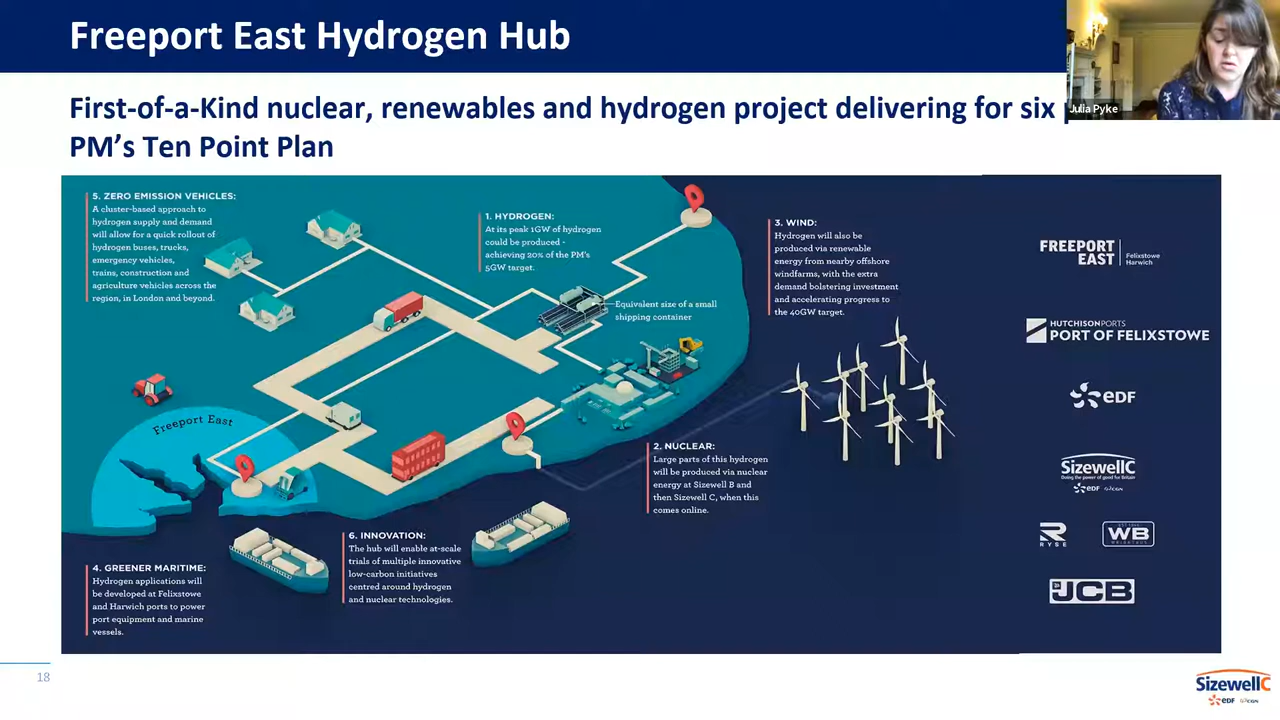 Freeport East Hydrogen Hub
Julia Pyke
First-of-a-Kind nuclear, renewables and hydrogen project delivering for six
PM's Ten Point Plan
5. ZERO EMISSION VEHICLES:
A cluster-based approach to
hydrogen supply and demand
will allow for a quick rollout of
hydrogen buses, trucks,
emergency vehicles,
trains, construction and
agriculture vehicles across the
region, in London and beyond.
1. HYDROGEN:
At its peak 1GW of hydrogen
could be produced -
achieving 20% of the PM's
5GW target.
Equivalent size of a small
shipping container
3. WIND:
Hydrogen will also be
produced via renewable
energy from nearby offshore
windfarms, with the extra
demand bolstering investment
and accelerating progress to
the 40GW target.
Freeport East
2. NUCLEAR:
Large parts of this hydrogen
will be produced via nuclear
energy at Sizewell B and
then Sizewell C, when this
comes online.
6. INNOVATION:
The hub will enable at-scale
trials of multiple innovative
low-carbon initiatives
centred around hydrogen
and nuclear technologies.
4. GREENER MARITIME:
Hydrogen applications will
be developed at Felixstowe
and Harwich ports to power
port equipment and marine
vessels.
FREEPORT
EAST
Felixstowe
Harwich
HUTCHISON PORTS
PORT OF FELIXSTOWE
eDF
SizewellC
Doing the power of good for Britain
eDF
RYSE
WB
JCB
18
SizewellC
eDF